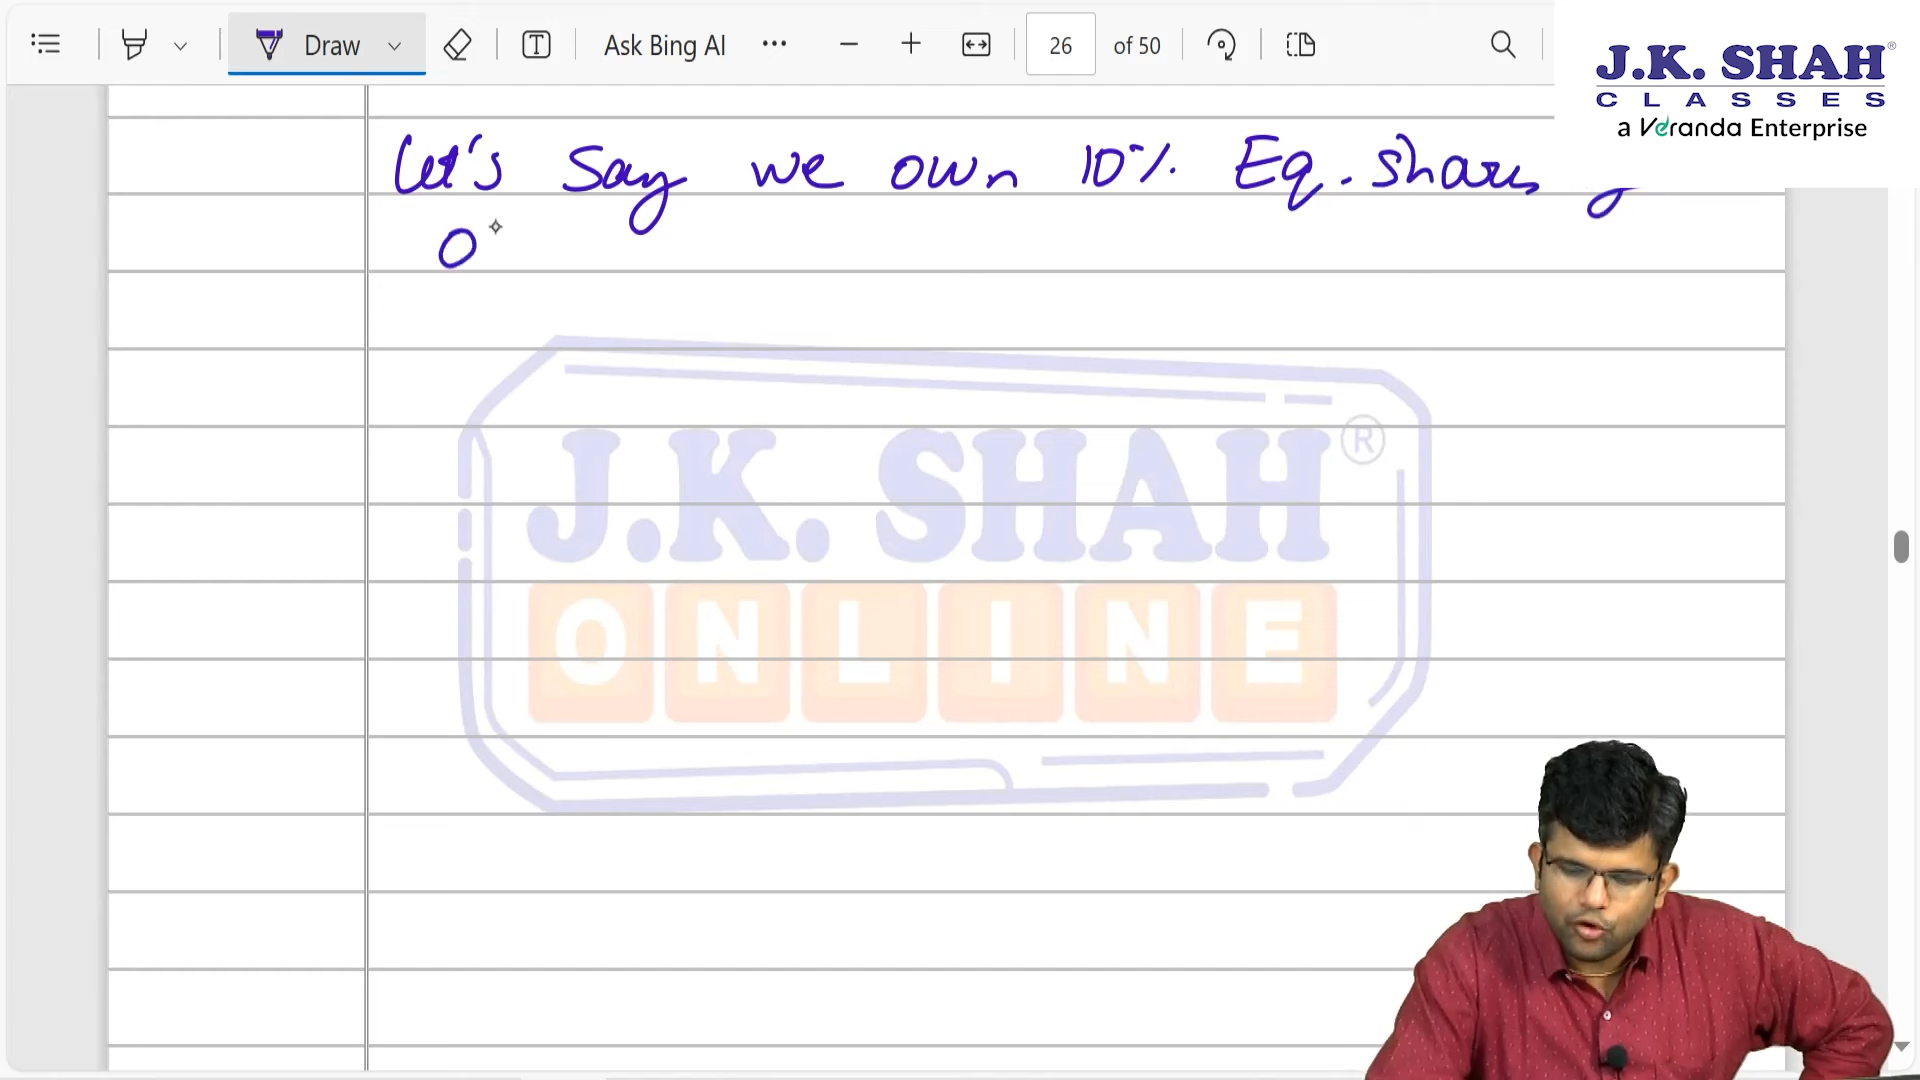 Draw
Ask Bing AI
26 of 50
J.K. SHAH®
CLASSES
a Veranda Enterprise
Let's say we own 10% Eq. shares
O
J.K. SHAH®
ONLINE